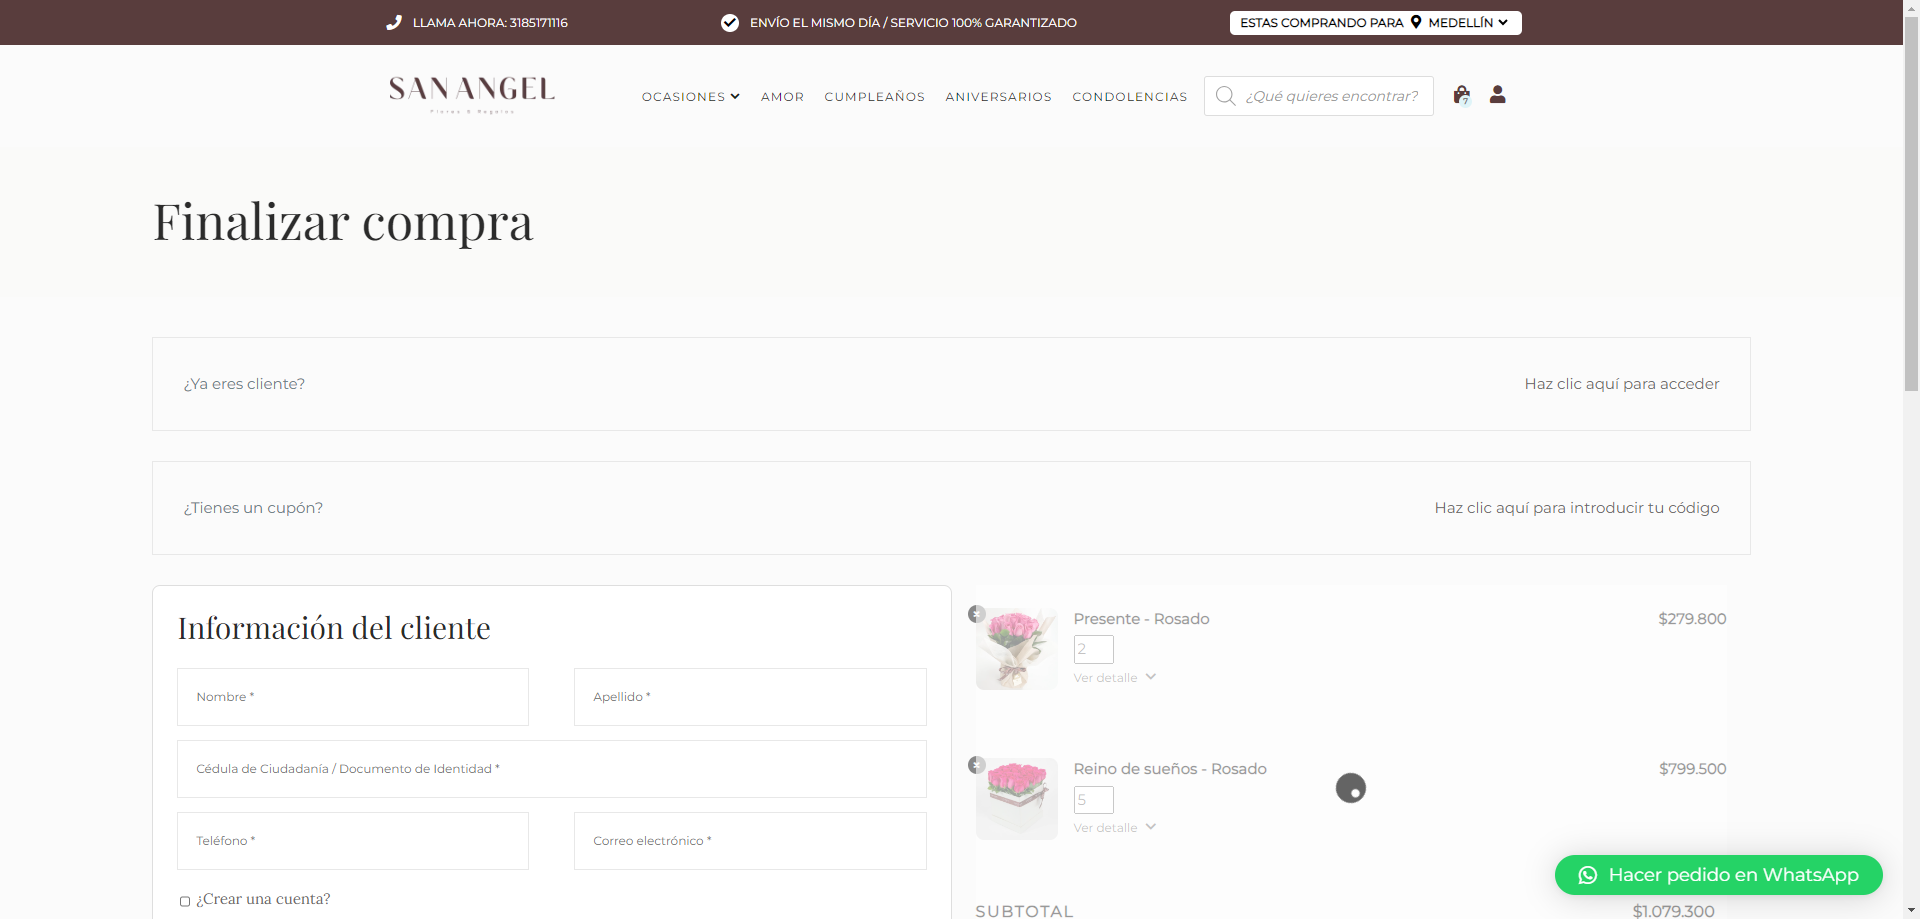 LLAMA AHORA: 3185171116
ENVÍO EL MISMO DÍA / SERVICIO 100% GARANTIZADO
ESTAS COMPRANDO PARA MEDELLÍN
SAN ANGEL
Flores & Regalos
OCASIONES AMOR CUMPLEAÑOS ANIVERSARIOS CONDOLENCIAS
¿Qué quieres encontrar?
7
Finalizar compra
¿Ya eres cliente? Haz clic aquí para acceder
¿Tienes un cupón? Haz clic aquí para introducir tu código
Información del cliente
Nombre * Apellido *
Cédula de Ciudadanía / Documento de Identidad *
Teléfono * Correo electrónico *
¿Crear una cuenta?
Presente - Rosado $279.800
2
Ver detalle
Reino de sueños - Rosado $799.500
5
Ver detalle
SUBTOTAL $1.079.300
Hacer pedido en WhatsApp